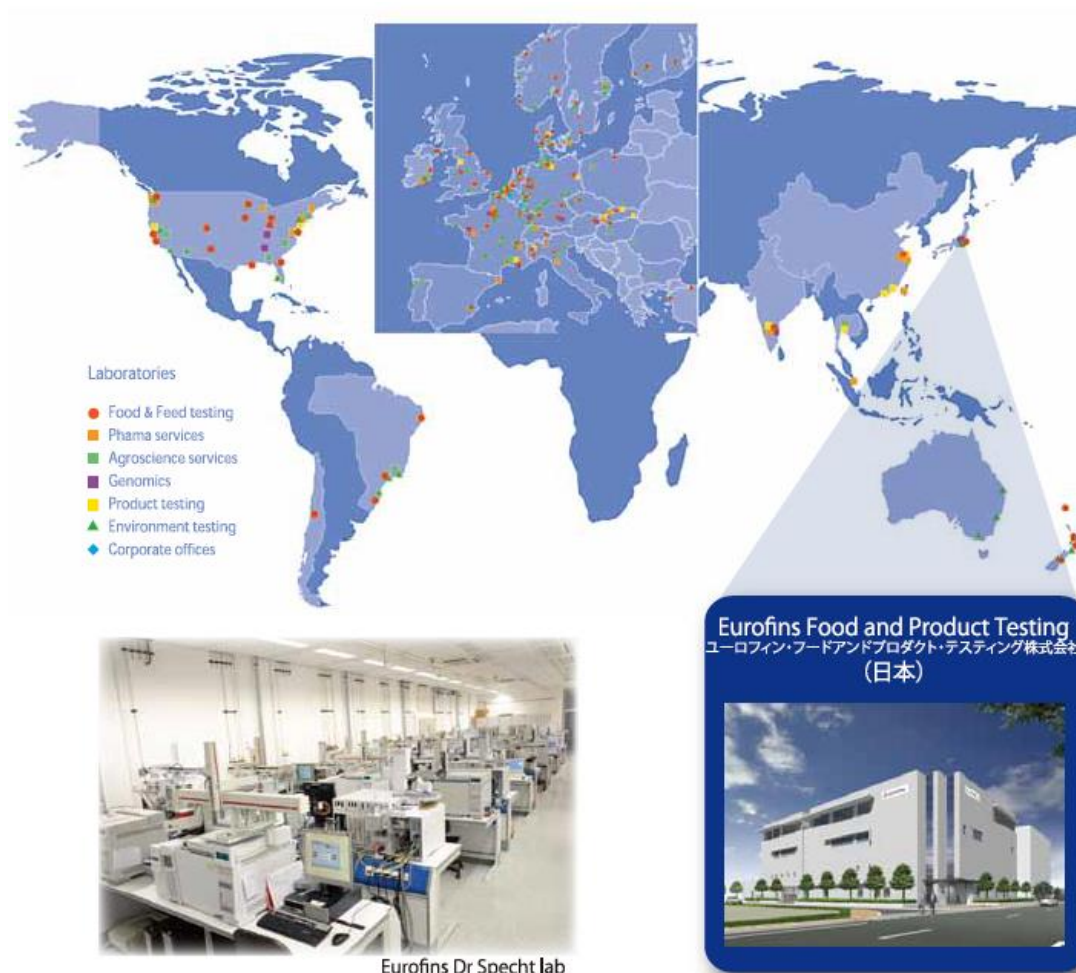 Laboratories
Food & Feed testing
Phama services
Agroscience services
Genomics
Product testing
Environment testing
Corporate offices
Eurofins Food and Product Testing
ユーロフィン・フードアンドプロダクト・テスティング株式会社
（日本）
Eurofins Dr Specht lab